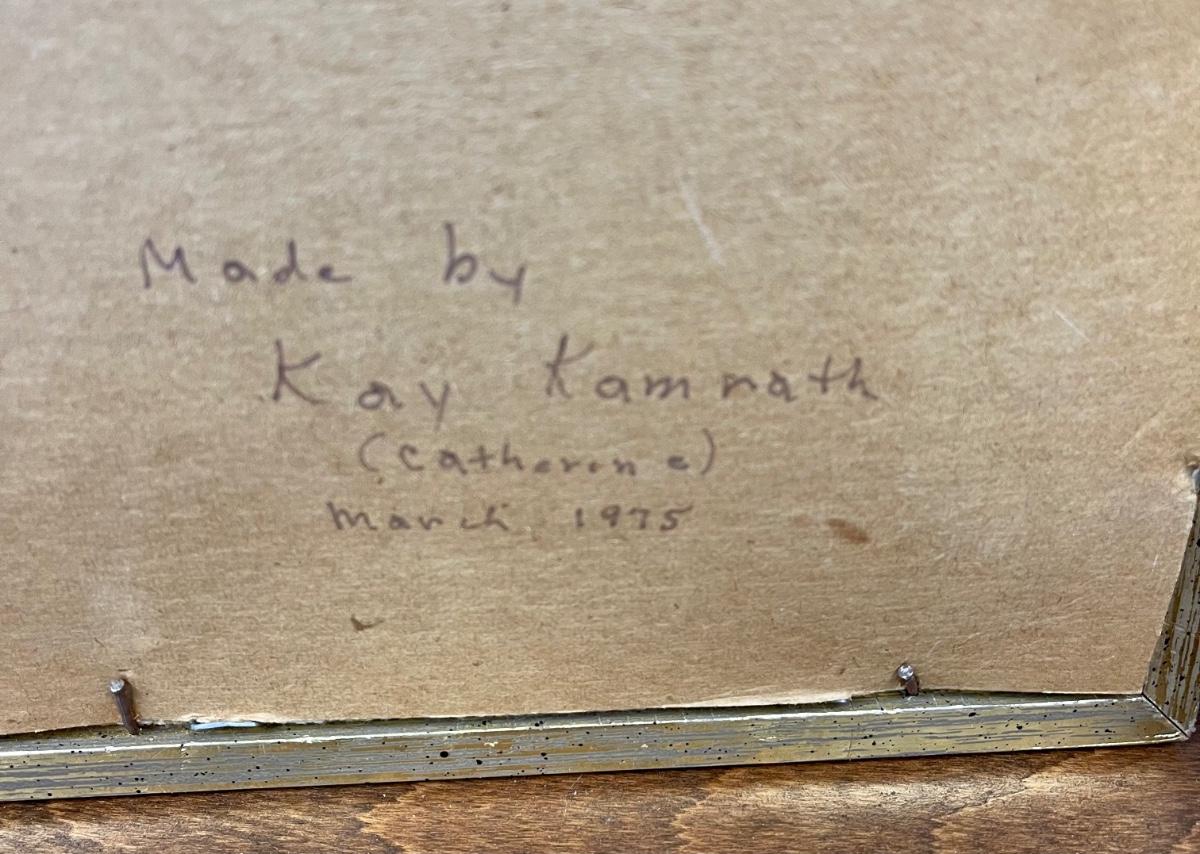 Made by
Kay Kamrath
(Catherine)
March 1975